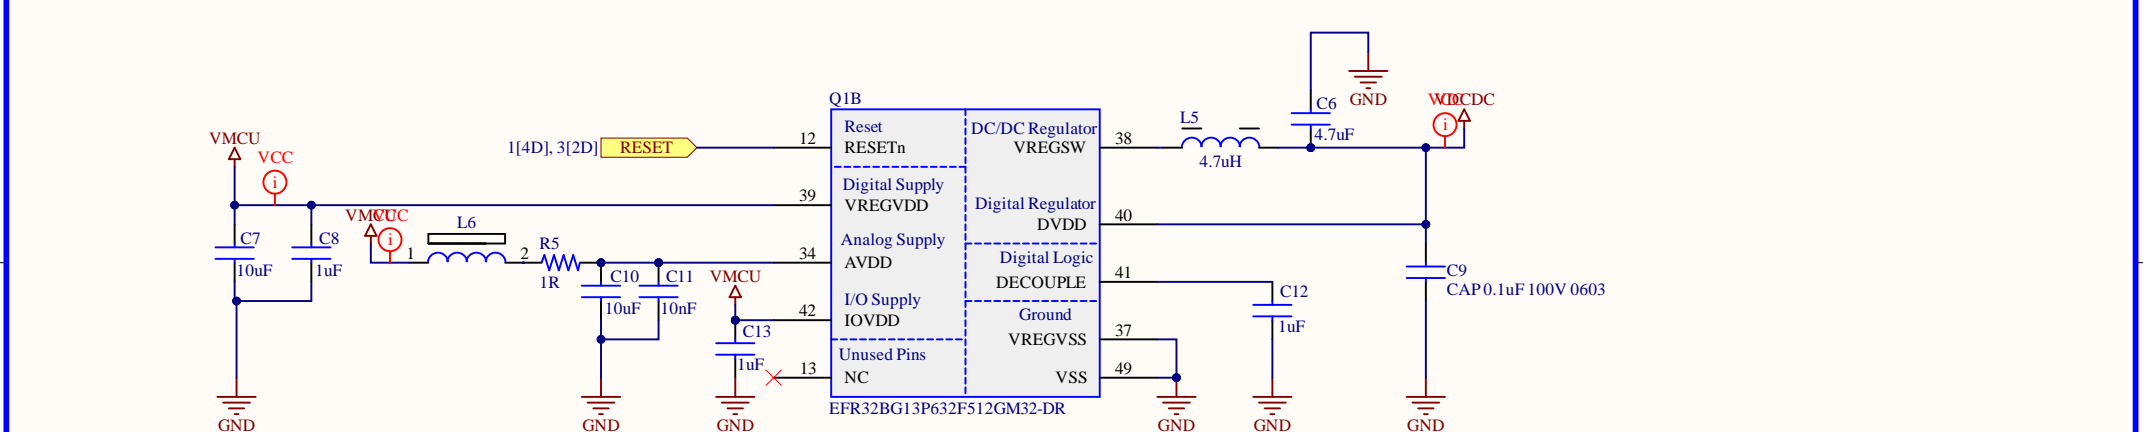 VMCU
VCC
C7
10uF
C8
1uF
GND
1[4D], 3[2D]
RESET
VMCU
VCC
1
L6
2
R5
1R
C10
10uF
C11
10nF
GND
VMCU
C13
1uF
GND
Q1B
12
39
34
42
13
Reset
RESETn
Digital Supply
VREGVDD
Analog Supply
AVDD
I/O Supply
IOVDD
Unused Pins
NC
DC/DC Regulator
VREGSW
Digital Regulator
DVDD
Digital Logic
DECOUPLE
Ground
VREGVSS
VSS
38
40
41
37
49
EFR32BG13P632F512GM32-DR
L5
4.7uH
C6
4.7uF
GND
VDCDC
i
i
i
C12
1uF
C9
CAP 0.1uF 100V 0603
GND
GND
GND